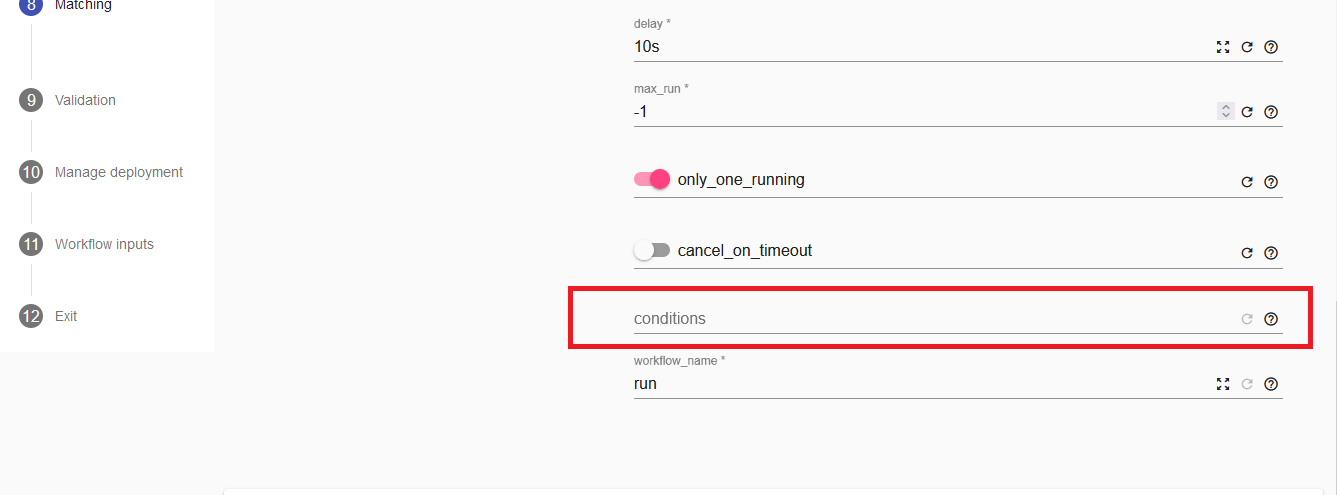 8 Matching
9 Validation
10 Manage deployment
11 Workflow inputs
12 Exit
delay *
10s
max_run *
-1
only_one_running
cancel_on_timeout
conditions
workflow_name *
run